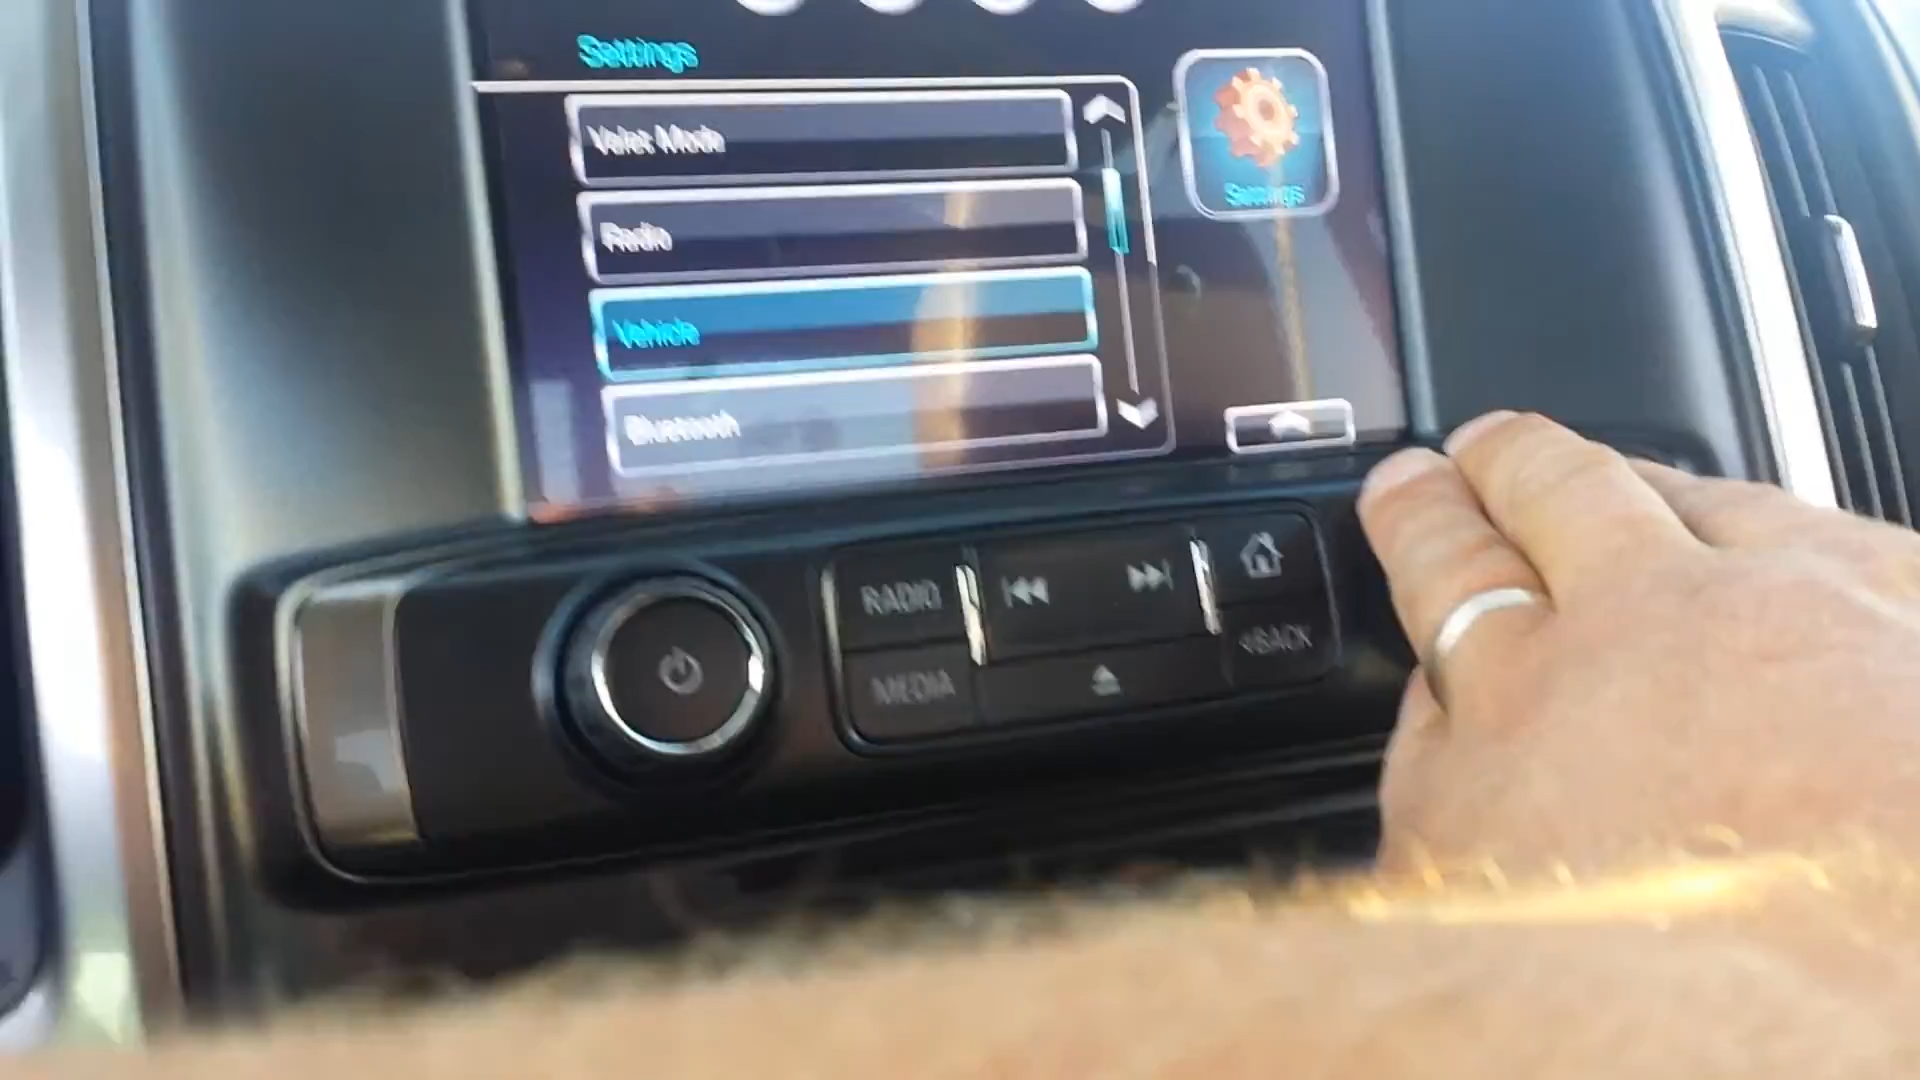 Settings
Valet Mode
Radio
Vehicle
Bluetooth
Settings
RADIO
MEDIA
<BACK